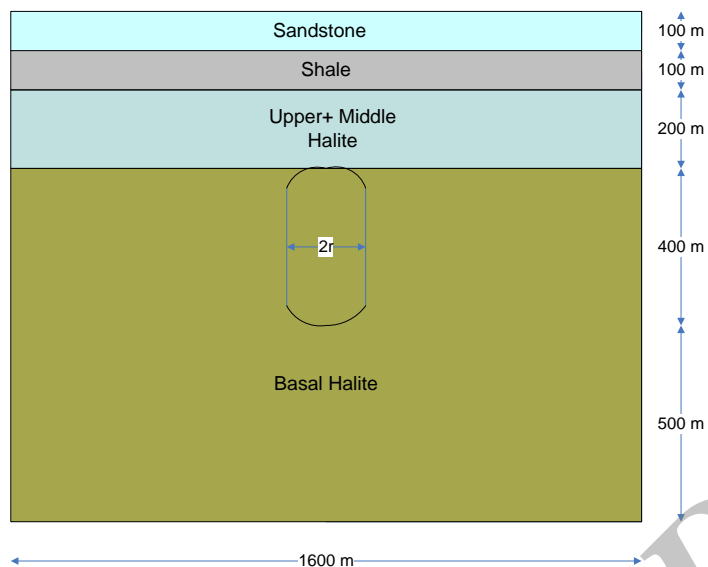 Sandstone
100 m
Shale
100 m
Upper+ Middle
Halite
200 m
2r
400 m
Basal Halite
500 m
1600 m